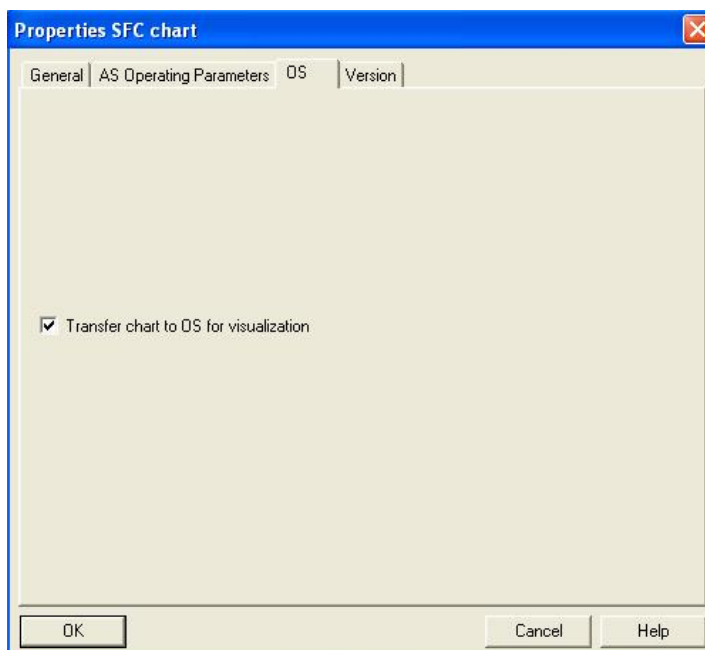 Properties SFC chart
General AS Operating Parameters OS Version
Transfer chart to OS for visualization
OK Cancel Help